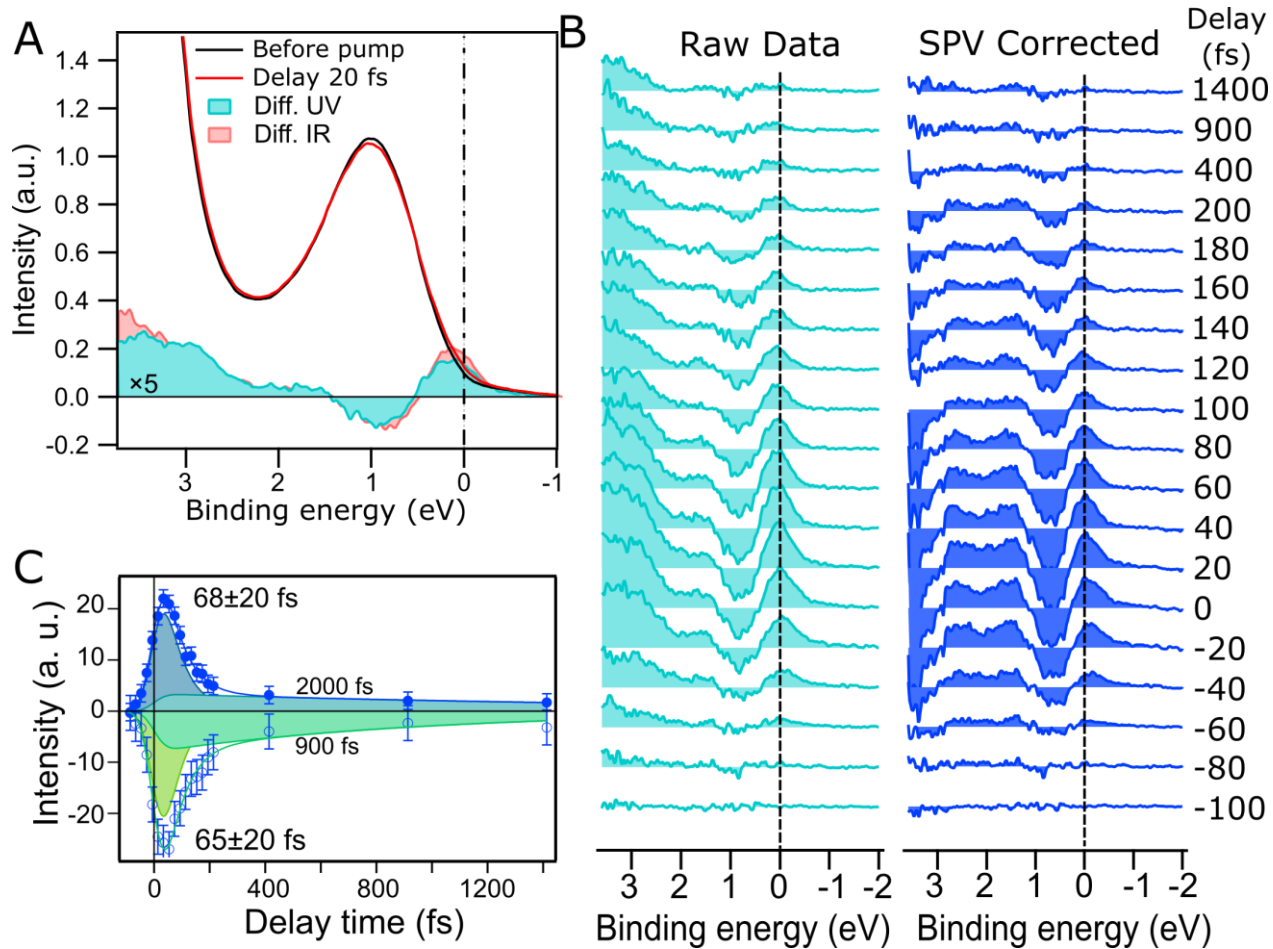 A
Before pump
Delay 20 fs
Diff. UV
Diff. IR
×5
1.4
1.2
1.0
0.8
0.6
0.4
0.2
0.0
-0.2
Intensity (a.u.)
3 2 1 0 -1
Binding energy (eV)
B
Raw Data
SPV Corrected
Delay
(fs)
1400
900
400
200
180
160
140
120
100
80
60
40
20
0
-20
-40
-60
-80
-100
3 2 1 0 -1 -2
3 2 1 0 -1 -2
Binding energy (eV)
Binding energy (eV)
C
68±20 fs
2000 fs
900 fs
65±20 fs
20
10
0
-10
-20
Intensity (a. u.)
0 400 800 1200
Delay time (fs)